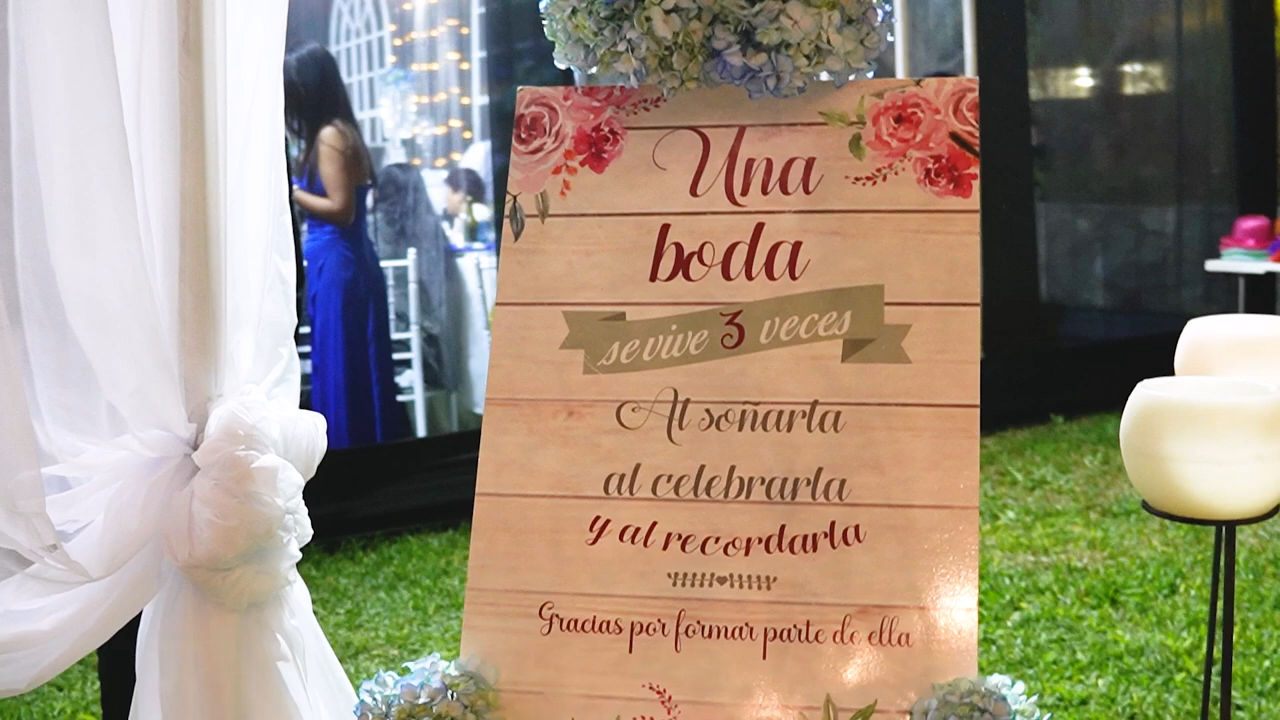 Una
boda
se vive 3 veces
Al soñarla
al celebrarla
y al recordarla
Gracias por formar parte de ella